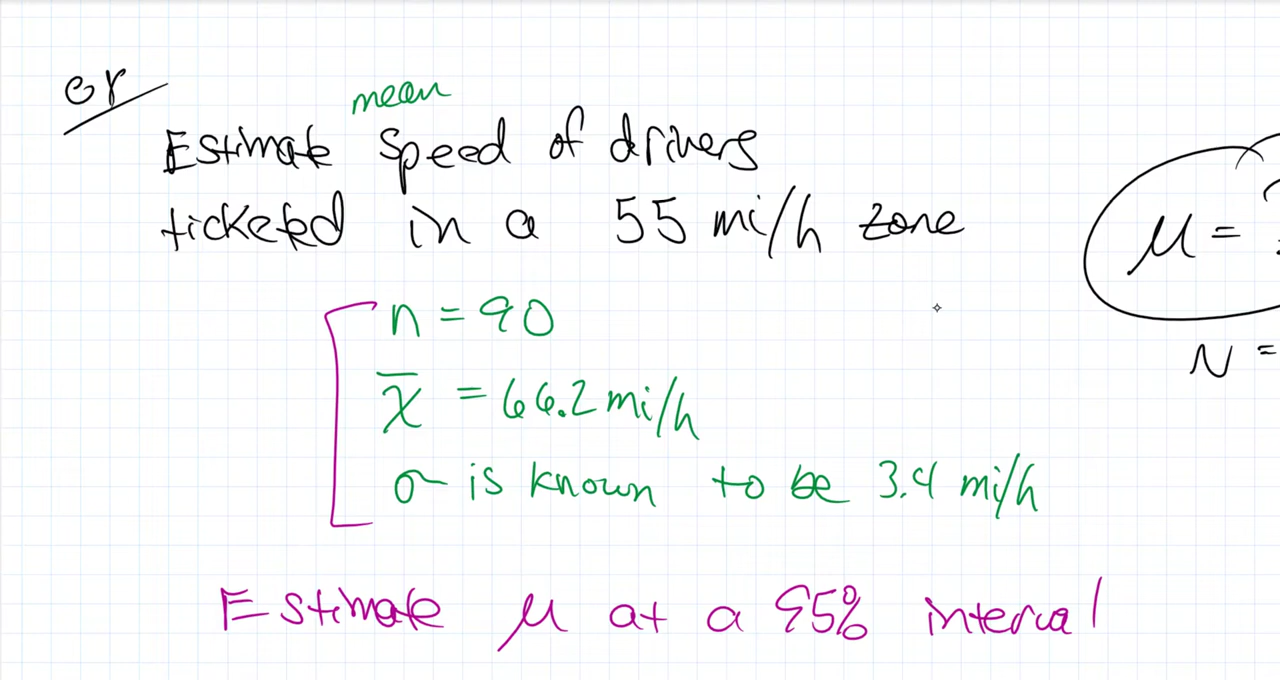 ex
mean
Estimate speed of drivers
ticketed in a 55 mi/h zone
μ =
N =
n = 90
x̄ = 66.2 mi/h
σ is known to be 3.4 mi/h
Estimate μ at a 95% interval